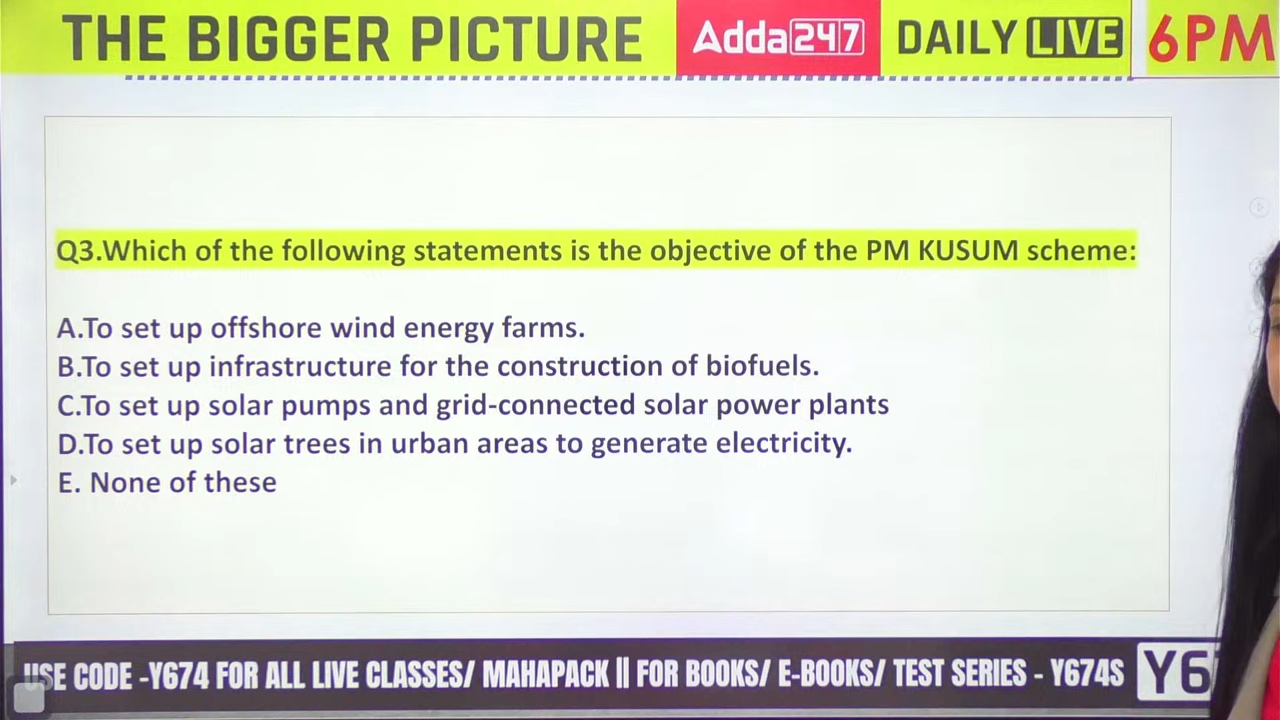 THE BIGGER PICTURE Adda247 DAILY LIVE 6PM
Q3.Which of the following statements is the objective of the PM KUSUM scheme:
A.To set up offshore wind energy farms.
B.To set up infrastructure for the construction of biofuels.
C.To set up solar pumps and grid-connected solar power plants
D.To set up solar trees in urban areas to generate electricity.
E. None of these
USE CODE -Y674 FOR ALL LIVE CLASSES/ MAHAPACK || FOR BOOKS/ E-BOOKS/ TEST SERIES - Y674S